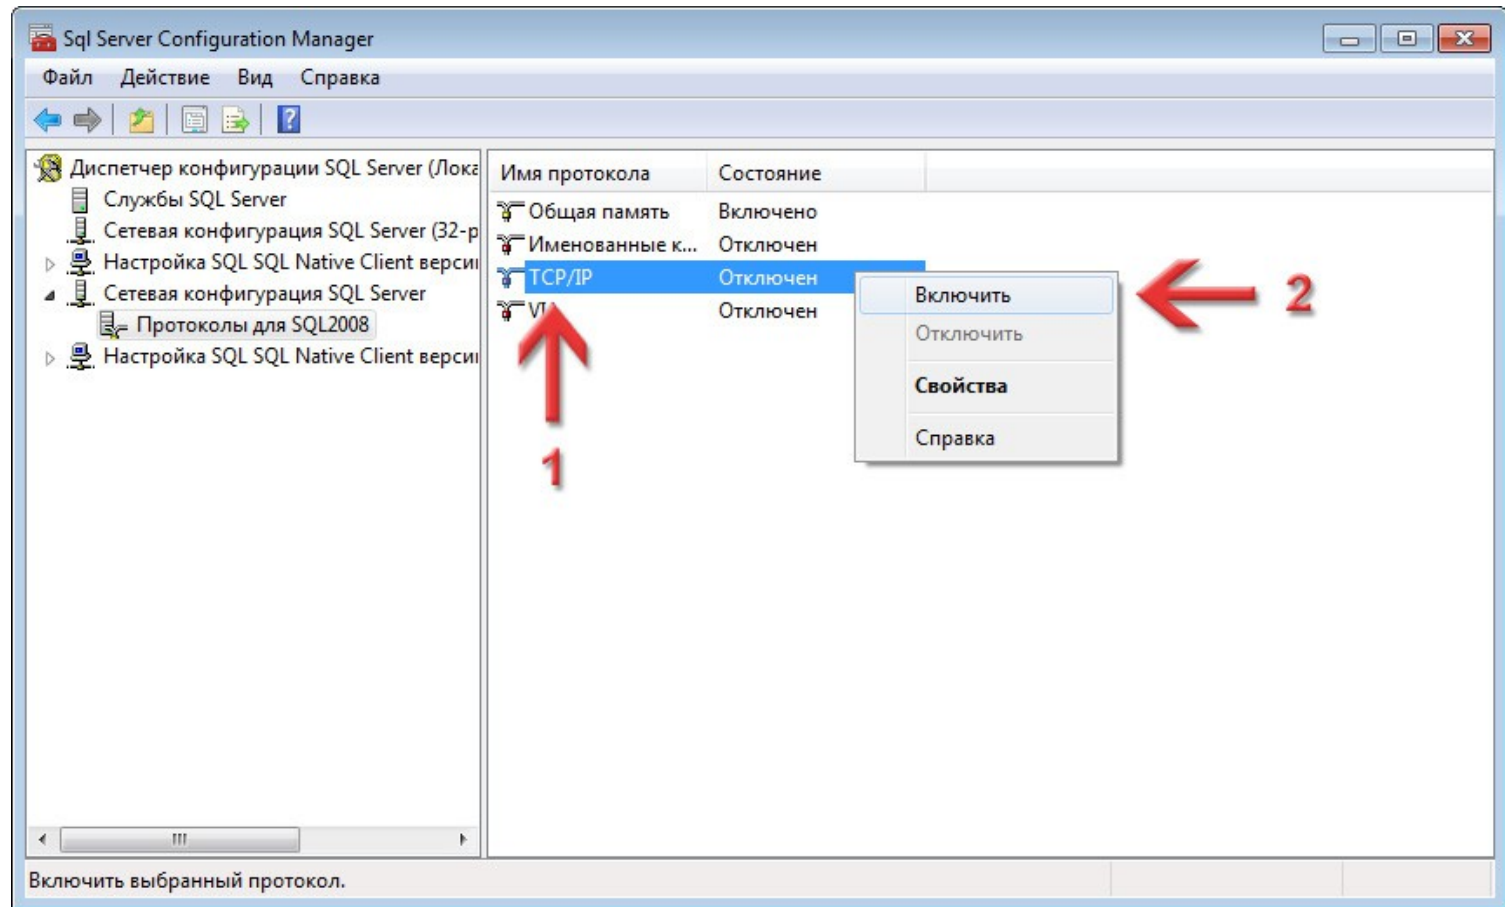 Sql Server Configuration Manager
Файл Действие Вид Справка
Диспетчер конфигурации SQL Server (Лока
Службы SQL Server
Сетевая конфигурация SQL Server (32-р
Настройка SQL SQL Native Client верси
Сетевая конфигурация SQL Server
Протоколы для SQL2008
Настройка SQL SQL Native Client верси
Имя протокола Состояние
Общая память Включено
Именованные к... Отключен
TCP/IP Отключен
VI Отключен
Включить
Отключить
Свойства
Справка
1
2
Включить выбранный протокол.